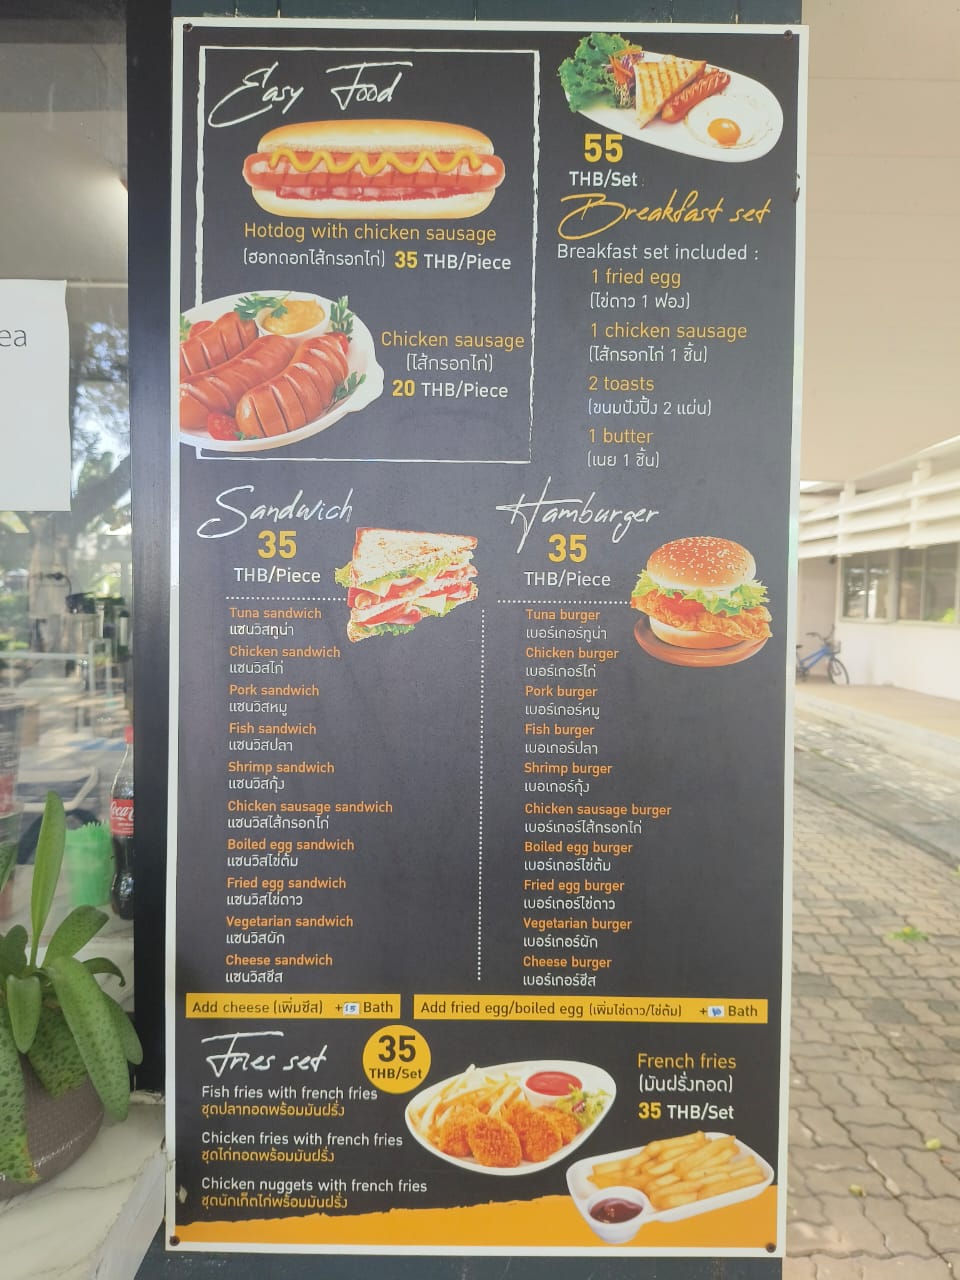 ea
Easy Food
Hotdog with chicken sausage
(ฮอทดอกไส้กรอกไก่) 35 THB/Piece
Chicken sausage
(ไส้กรอกไก่)
20 THB/Piece
55
THB/Set
Breakfast set
Breakfast set included :
1 fried egg
(ไข่ดาว 1 ฟอง)
1 chicken sausage
(ไส้กรอกไก่ 1 ชิ้น)
2 toasts
(ขนมปังปิ้ง 2 แผ่น)
1 butter
(เนย 1 ชิ้น)
Sandwich
35
THB/Piece
Tuna sandwich
แซนวิสทูน่า
Chicken sandwich
แซนวิสไก่
Pork sandwich
แซนวิสหมู
Fish sandwich
แซนวิสปลา
Shrimp sandwich
แซนวิสกุ้ง
Chicken sausage sandwich
แซนวิสไส้กรอกไก่
Boiled egg sandwich
แซนวิสไข่ต้ม
Fried egg sandwich
แซนวิสไข่ดาว
Vegetarian sandwich
แซนวิสผัก
Cheese sandwich
แซนวิสชีส
Hamburger
35
THB/Piece
Tuna burger
เบอร์เกอร์ทูน่า
Chicken burger
เบอร์เกอร์ไก่
Pork burger
เบอร์เกอร์หมู
Fish burger
เบอเกอร์ปลา
Shrimp burger
เบอเกอร์กุ้ง
Chicken sausage burger
เบอร์เกอร์ไส้กรอกไก่
Boiled egg burger
เบอร์เกอร์ไข่ต้ม
Fried egg burger
เบอร์เกอร์ไข่ดาว
Vegetarian burger
เบอร์เกอร์ผัก
Cheese burger
เบอร์เกอร์ชีส
Add cheese (เพิ่มชีส) +15 Bath
Add fried egg/boiled egg (เพิ่มไข่ดาว/ไข่ต้ม) +10 Bath
Fries set
35
THB/Set
Fish fries with french fries
ชุดปลาทอดพร้อมมันฝรั่ง
Chicken fries with french fries
ชุดไก่ทอดพร้อมมันฝรั่ง
Chicken nuggets with french fries
ชุดนักเก็ตไก่พร้อมมันฝรั่ง
French fries
(มันฝรั่งทอด)
35 THB/Set